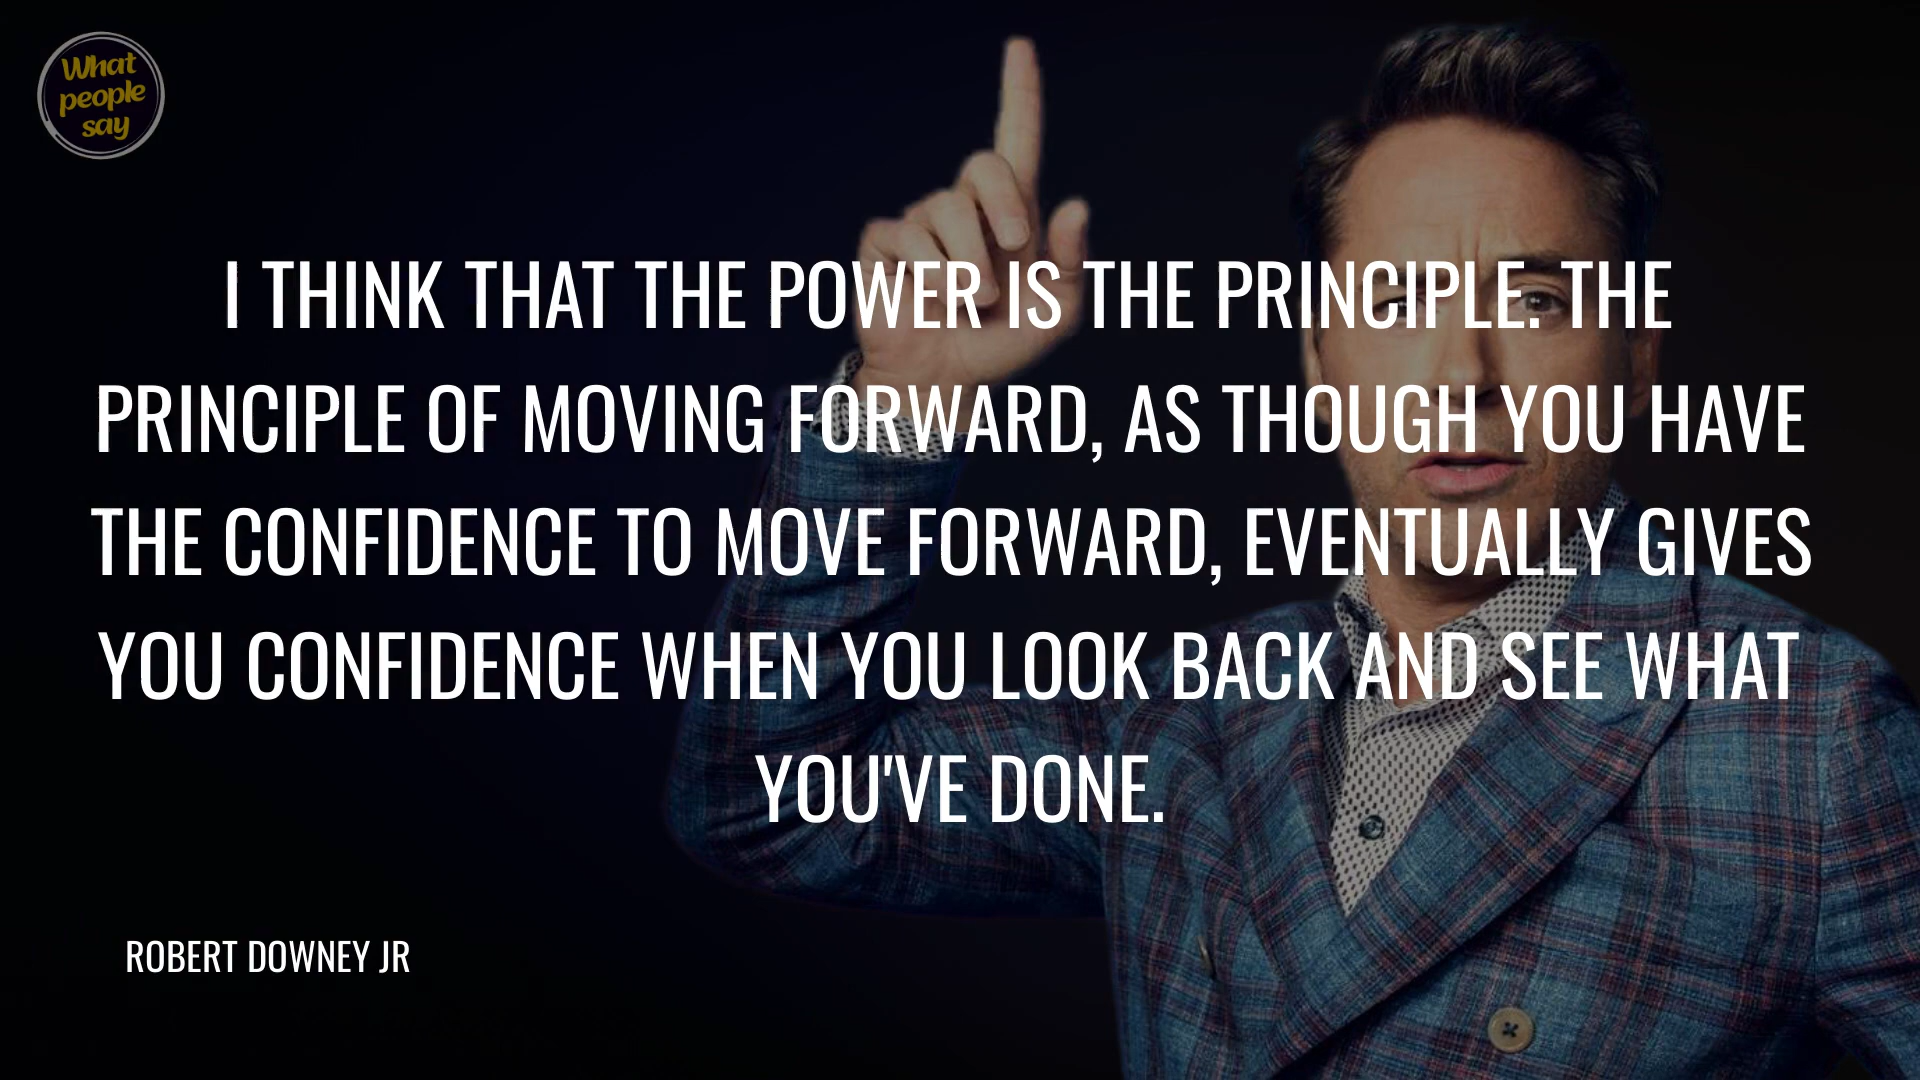 What
people
say
I THINK THAT THE POWER IS THE PRINCIPLE. THE
PRINCIPLE OF MOVING FORWARD, AS THOUGH YOU HAVE
THE CONFIDENCE TO MOVE FORWARD, EVENTUALLY GIVES
YOU CONFIDENCE WHEN YOU LOOK BACK AND SEE WHAT
YOU'VE DONE.
ROBERT DOWNEY JR